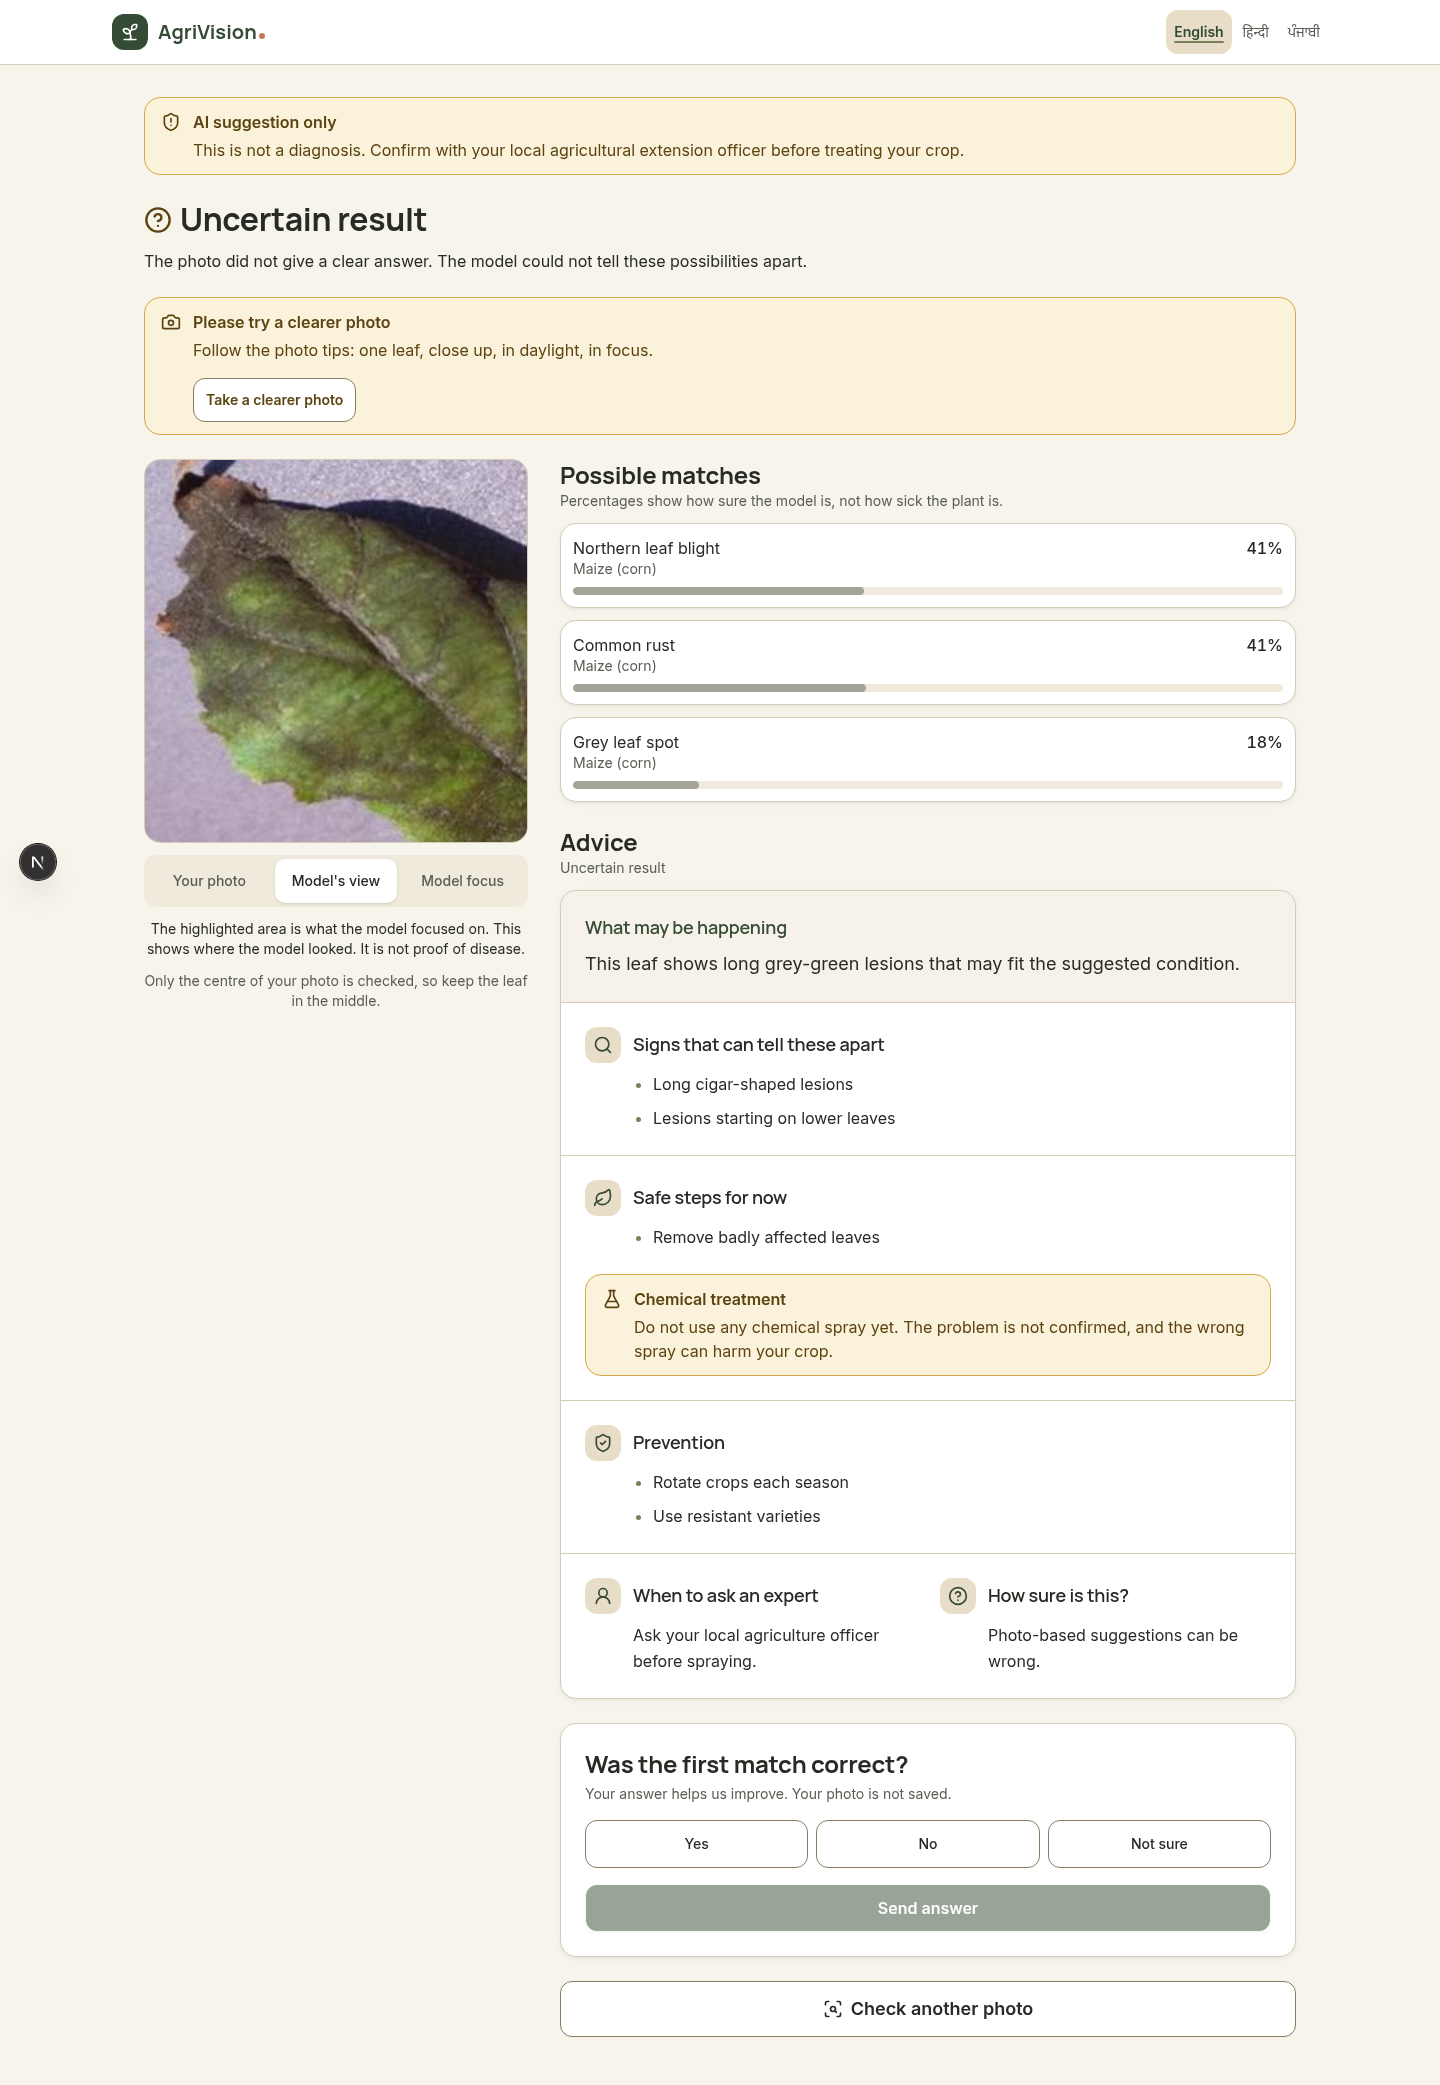 AgriVision
English
हिन्दी
ਪੰਜਾਬੀ
AI suggestion only
This is not a diagnosis. Confirm with your local agricultural extension officer before treating your crop.
Uncertain result
The photo did not give a clear answer. The model could not tell these possibilities apart.
Please try a clearer photo
Follow the photo tips: one leaf, close up, in daylight, in focus.
Take a clearer photo
Your photo
Model's view
Model focus
The highlighted area is what the model focused on. This
shows where the model looked. It is not proof of disease.
Only the centre of your photo is checked, so keep the leaf
in the middle.
Possible matches
Percentages show how sure the model is, not how sick the plant is.
Northern leaf blight 41%
Maize (corn)
Common rust 41%
Maize (corn)
Grey leaf spot 18%
Maize (corn)
Advice
Uncertain result
What may be happening
This leaf shows long grey-green lesions that may fit the suggested condition.
Signs that can tell these apart
• Long cigar-shaped lesions
• Lesions starting on lower leaves
Safe steps for now
• Remove badly affected leaves
Chemical treatment
Do not use any chemical spray yet. The problem is not confirmed, and the wrong
spray can harm your crop.
Prevention
• Rotate crops each season
• Use resistant varieties
When to ask an expert
Ask your local agriculture officer
before spraying.
How sure is this?
Photo-based suggestions can be
wrong.
Was the first match correct?
Your answer helps us improve. Your photo is not saved.
Yes
No
Not sure
Send answer
Check another photo
N